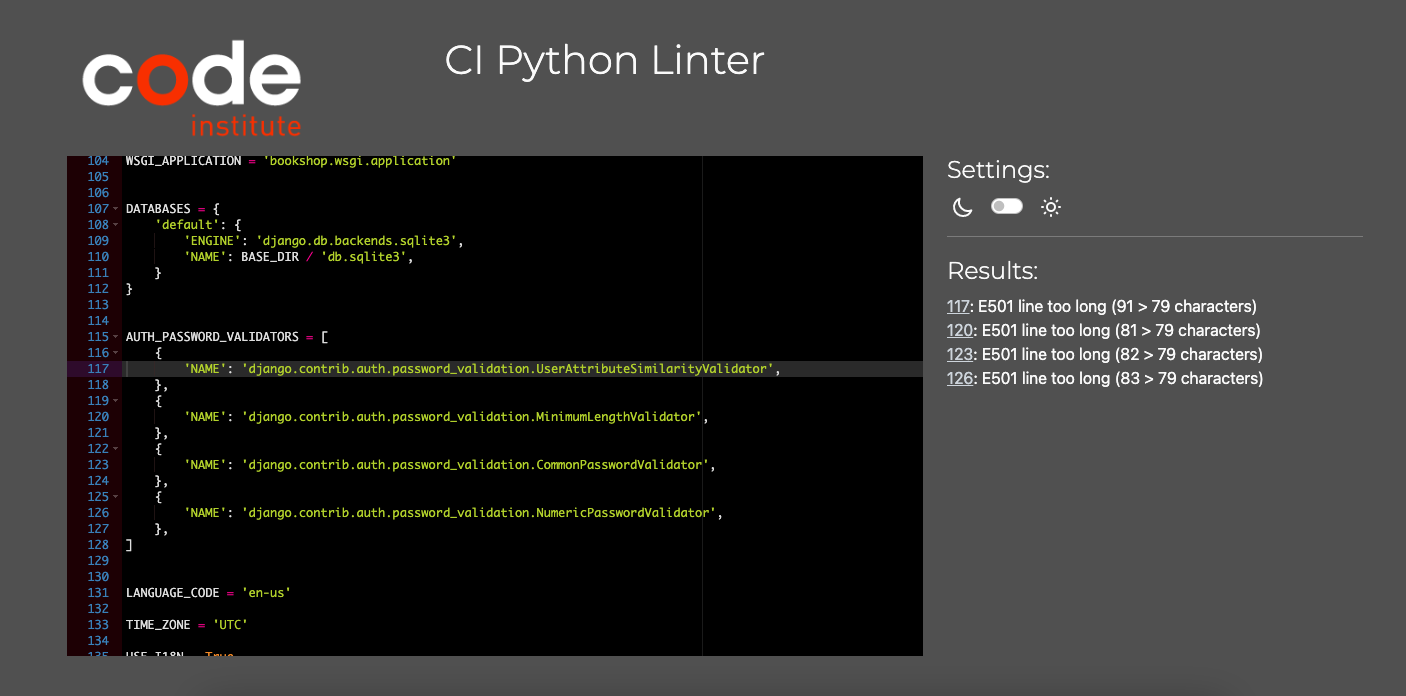 code
institute
CI Python Linter
104 WSGI_APPLICATION = 'bookshop.wsgi.application'
105
106
107 DATABASES = {
108 'default': {
109 'ENGINE': 'django.db.backends.sqlite3',
110 'NAME': BASE_DIR / 'db.sqlite3',
111 }
112 }
113
114
115 AUTH_PASSWORD_VALIDATORS = [
116 {
117 'NAME': 'django.contrib.auth.password_validation.UserAttributeSimilarityValidator',
118 },
119 {
120 'NAME': 'django.contrib.auth.password_validation.MinimumLengthValidator',
121 },
122 {
123 'NAME': 'django.contrib.auth.password_validation.CommonPasswordValidator',
124 },
125 {
126 'NAME': 'django.contrib.auth.password_validation.NumericPasswordValidator',
127 },
128 ]
129
130
131 LANGUAGE_CODE = 'en-us'
132
133 TIME_ZONE = 'UTC'
134
135 USE_I18N = True
Settings:
Results:
117: E501 line too long (91 > 79 characters)
120: E501 line too long (81 > 79 characters)
123: E501 line too long (82 > 79 characters)
126: E501 line too long (83 > 79 characters)